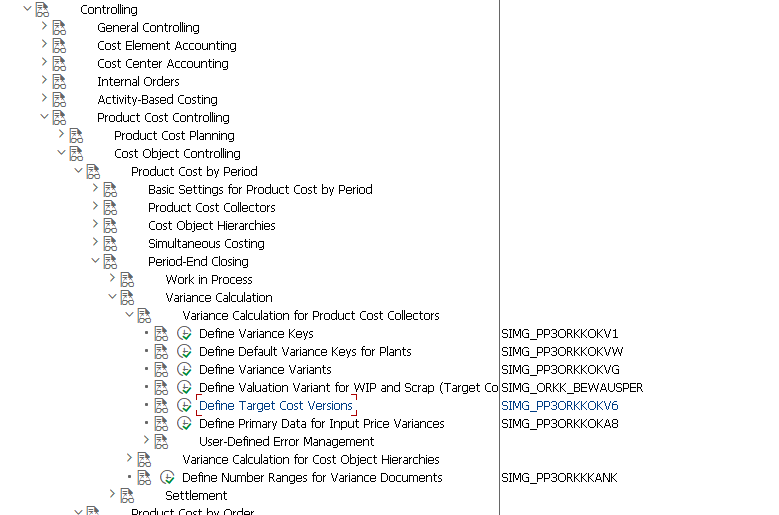 Controlling
General Controlling
Cost Element Accounting
Cost Center Accounting
Internal Orders
Activity-Based Costing
Product Cost Controlling
Product Cost Planning
Cost Object Controlling
Product Cost by Period
Basic Settings for Product Cost by Period
Product Cost Collectors
Cost Object Hierarchies
Simultaneous Costing
Period-End Closing
Work in Process
Variance Calculation
Variance Calculation for Product Cost Collectors
Define Variance Keys SIMG_PP3ORKKOKV1
Define Default Variance Keys for Plants SIMG_PP3ORKKOKVW
Define Variance Variants SIMG_PP3ORKKOKVG
Define Valuation Variant for WIP and Scrap (Target Co SIMG_ORKK_BEWAUSPER
Define Target Cost Versions SIMG_PP3ORKKOKV6
Define Primary Data for Input Price Variances SIMG_PP3ORKKOKA8
User-Defined Error Management
Variance Calculation for Cost Object Hierarchies
Define Number Ranges for Variance Documents SIMG_PP3ORKKKANK
Settlement
Product Cost by Order